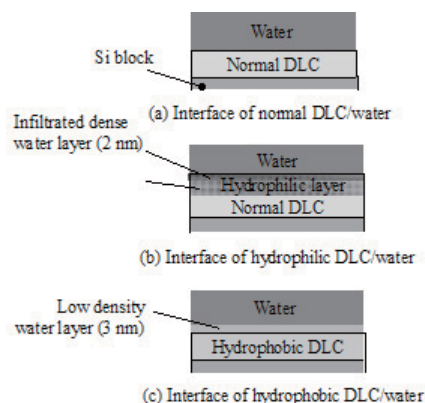 Water
Si block
Normal DLC
(a) Interface of normal DLC/water
Infiltrated dense
water layer (2 nm)
Water
Hydrophilic layer
Normal DLC
(b) Interface of hydrophilic DLC/water
Low density
water layer (3 nm)
Water
Hydrophobic DLC
(c) Interface of hydrophobic DLC/water